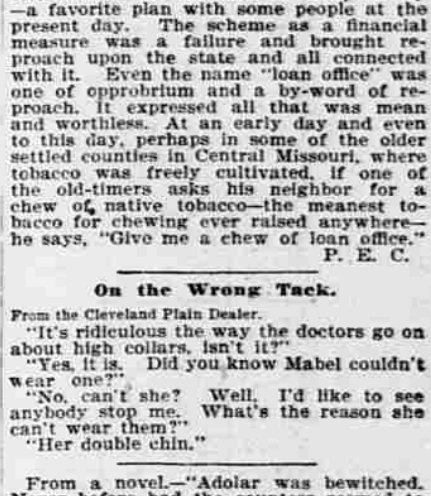 —a favorite plan with some people at the
present day. The scheme as a financial
measure was a failure and brought re-
proach upon the state and all connected
with it. Even the name "loan office" was
one of opprobrium and a by-word of re-
proach. It expressed all that was mean
and worthless. At an early day and even
to this day, perhaps in some of the older
settled counties in Central Missouri, where
tobacco was freely cultivated, if one of
the old-timers asks his neighbor for a
chew of native tobacco—the meanest to-
bacco for chewing ever raised anywhere—
he says, "Give me a chew of loan office."
P. E. C.
On the Wrong Tack.
From the Cleveland Plain Dealer.
"It's ridiculous the way the doctors go on
about high collars, isn't it?"
"Yes, it is. Did you know Mabel couldn't
wear one?"
"No, can't she? Well, I'd like to see
anybody stop me. What's the reason she
can't wear them?"
"Her double chin."
From a novel.—"Adolar was bewitched.